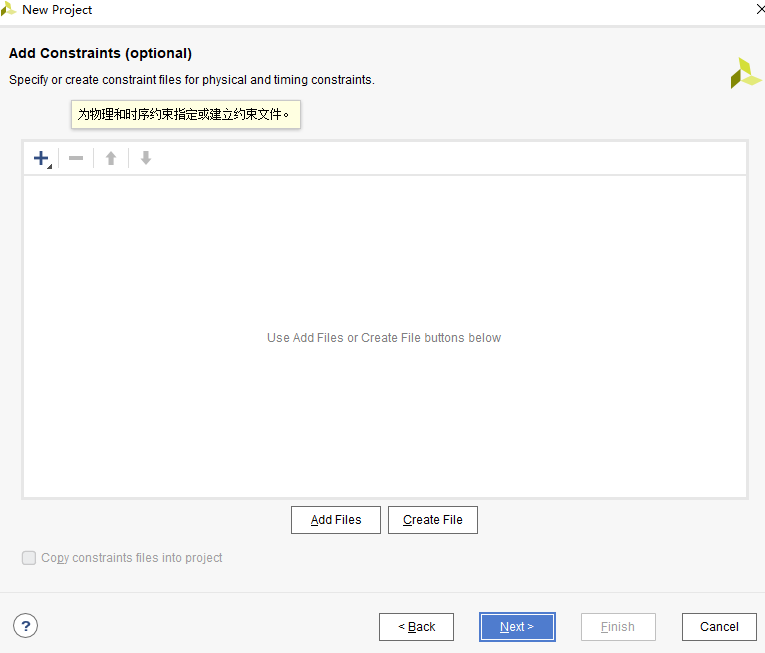 New Project
Add Constraints (optional)
Specify or create constraint files for physical and timing constraints.
为物理和时序约束指定或建立约束文件。
Use Add Files or Create File buttons below
Add Files
Create File
Copy constraints files into project
?
< Back
Next >
Finish
Cancel